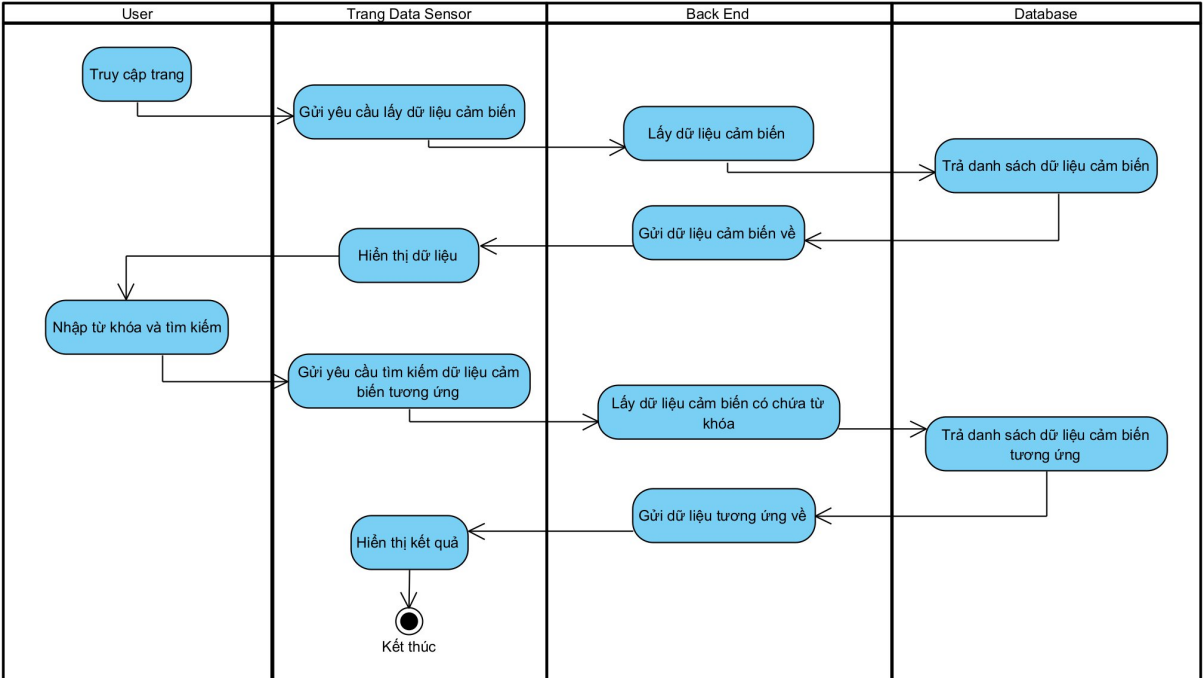 User
Trang Data Sensor
Back End
Database
Truy cập trang
Gửi yêu cầu lấy dữ liệu cảm biến
Lấy dữ liệu cảm biến
Trả danh sách dữ liệu cảm biến
Gửi dữ liệu cảm biến về
Hiển thị dữ liệu
Nhập từ khóa và tìm kiếm
Gửi yêu cầu tìm kiếm dữ liệu cảm
biến tương ứng
Lấy dữ liệu cảm biến có chứa từ
khóa
Trả danh sách dữ liệu cảm biến
tương ứng
Gửi dữ liệu tương ứng về
Hiển thị kết quả
Kết thúc